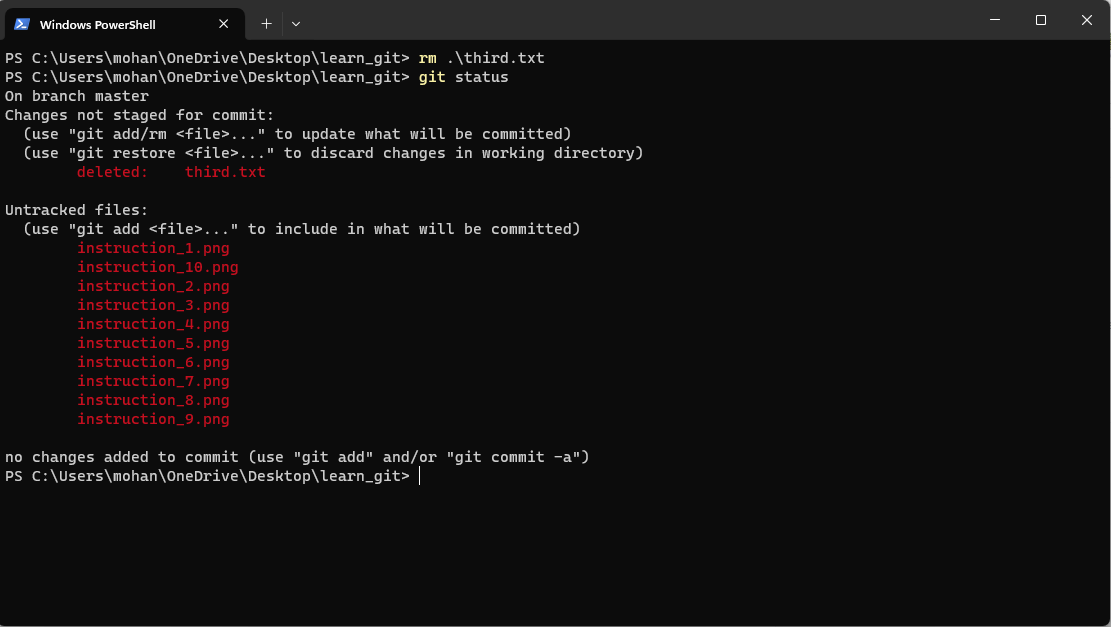 Windows PowerShell
PS C:\Users\mohan\OneDrive\Desktop\learn_git> rm .\third.txt
PS C:\Users\mohan\OneDrive\Desktop\learn_git> git status
On branch master
Changes not staged for commit:
  (use "git add/rm <file>..." to update what will be committed)
  (use "git restore <file>..." to discard changes in working directory)
        deleted:    third.txt

Untracked files:
  (use "git add <file>..." to include in what will be committed)
        instruction_1.png
        instruction_10.png
        instruction_2.png
        instruction_3.png
        instruction_4.png
        instruction_5.png
        instruction_6.png
        instruction_7.png
        instruction_8.png
        instruction_9.png

no changes added to commit (use "git add" and/or "git commit -a")
PS C:\Users\mohan\OneDrive\Desktop\learn_git>